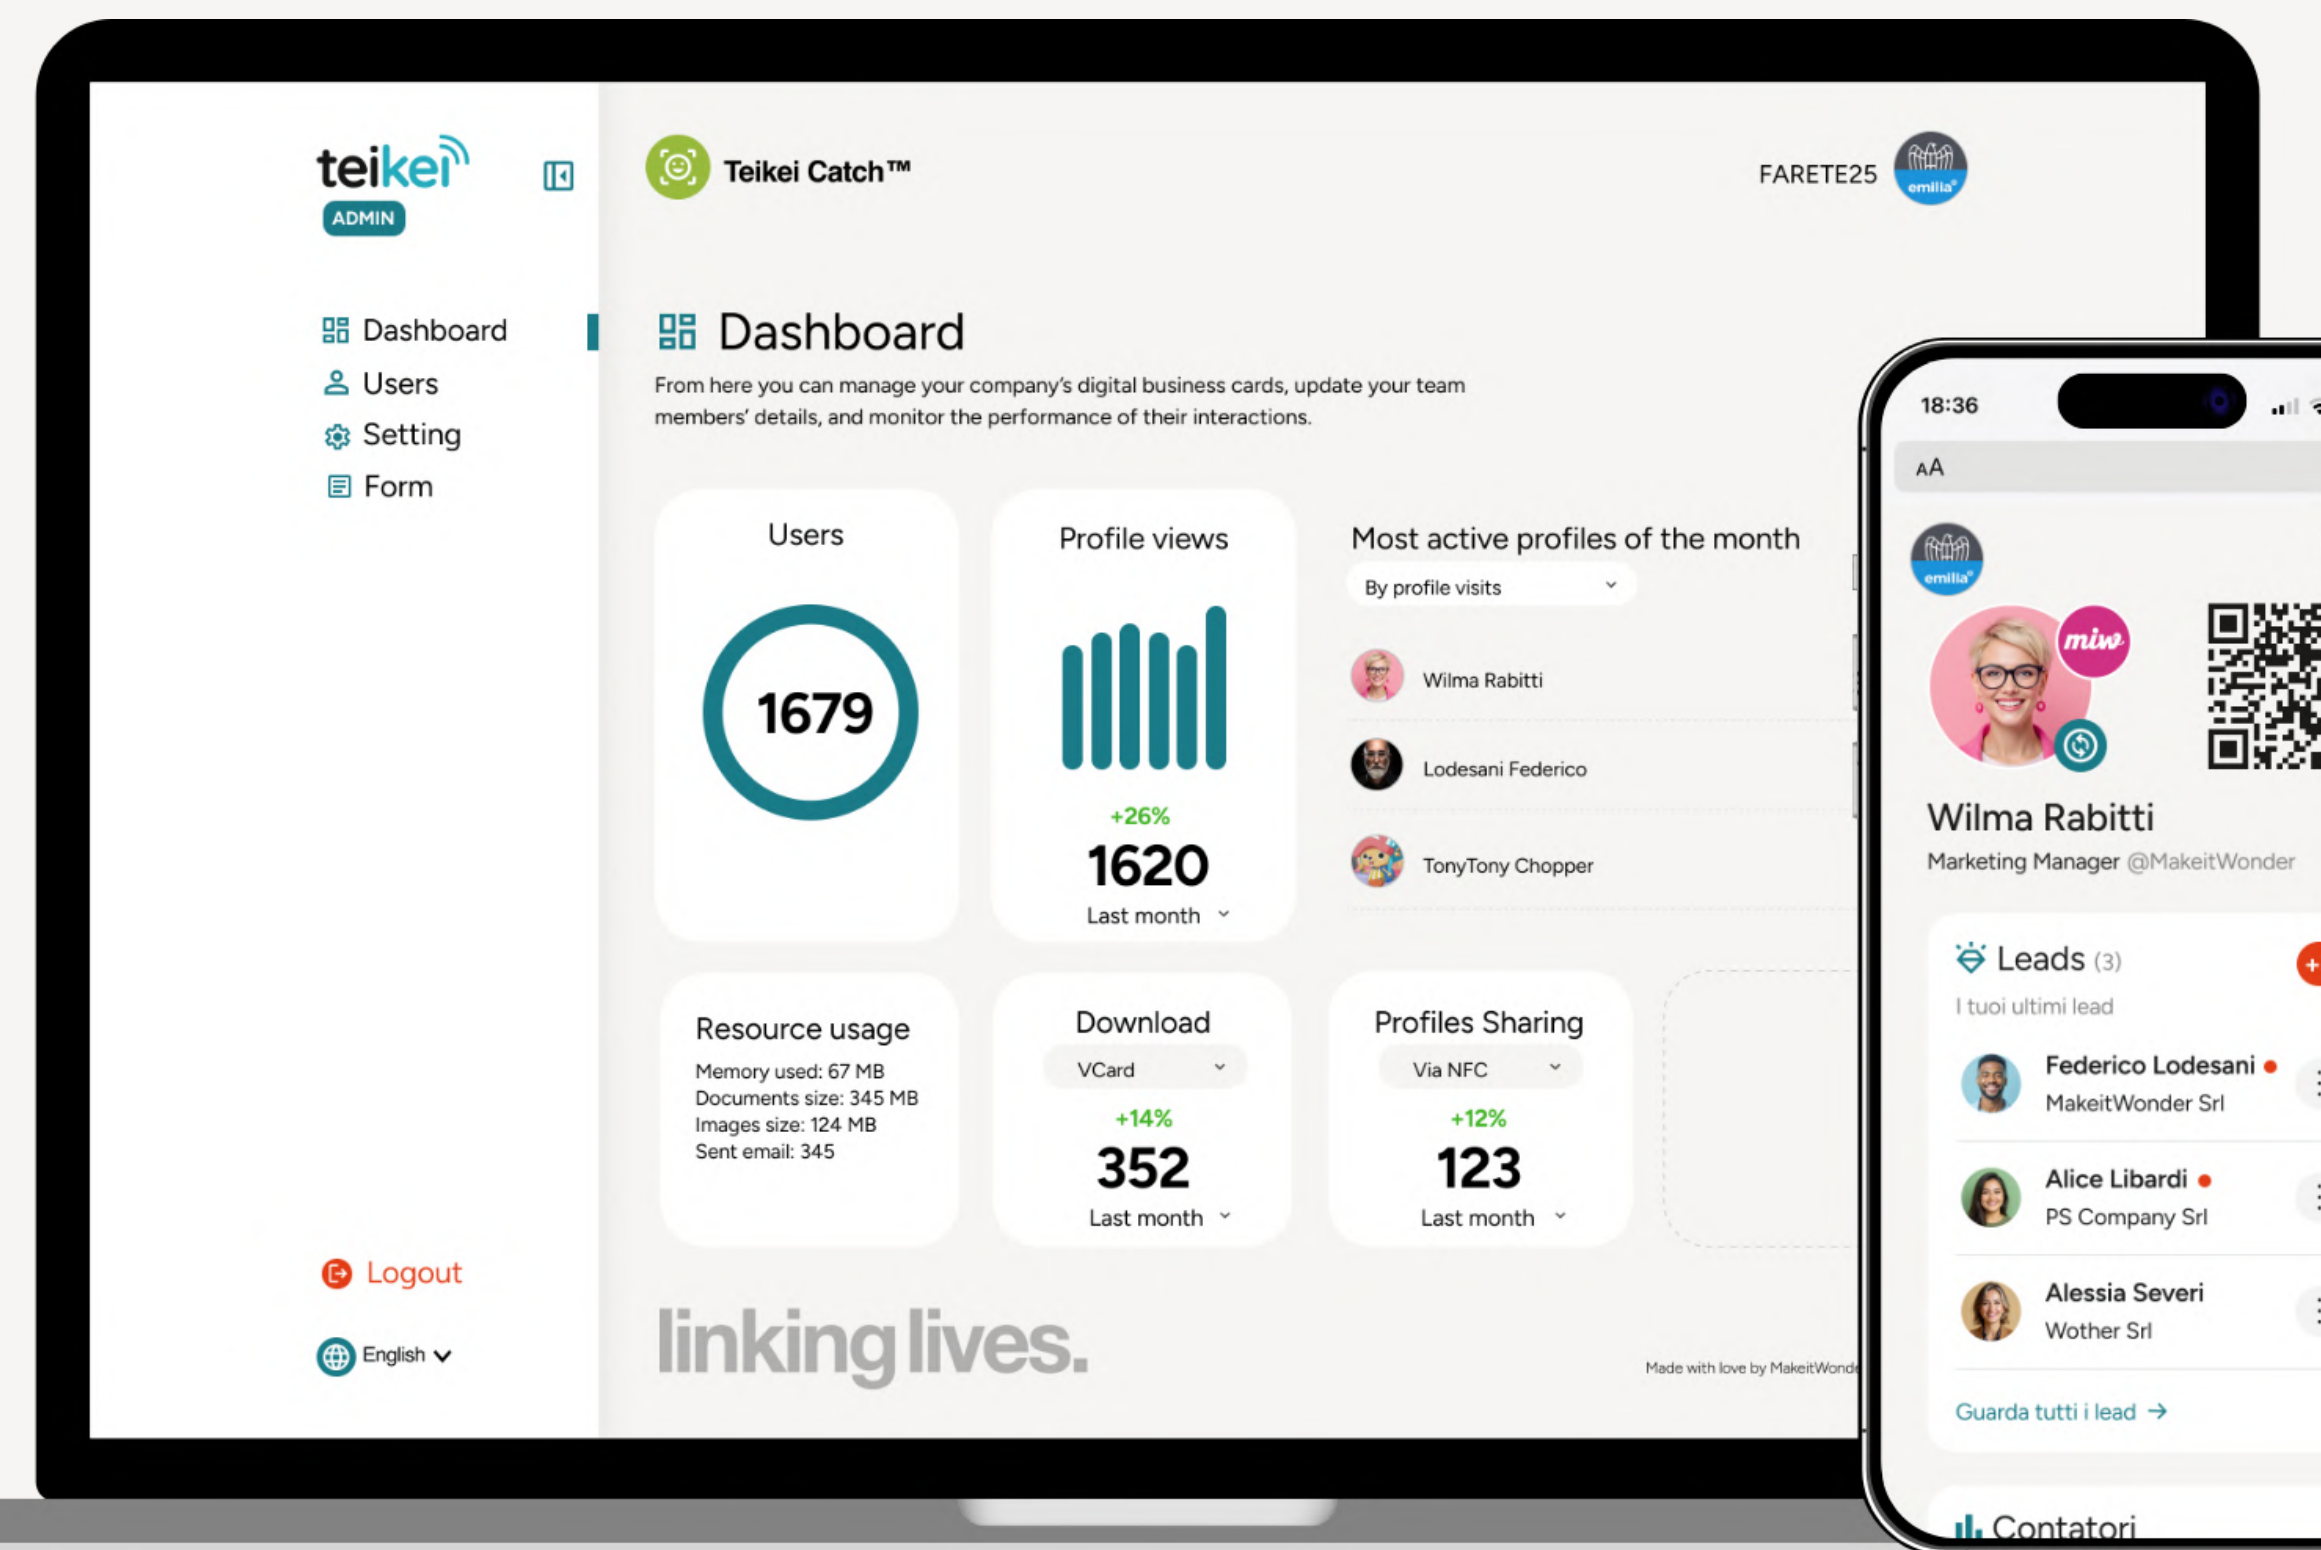 teikei
ADMIN
Dashboard
Users
Setting
Form
Logout
English
Teikei Catch™
FARETE25
emilia
Dashboard
From here you can manage your company's digital business cards, update your team
members' details, and monitor the performance of their interactions.
Users
1679
Profile views
+26%
1620
Last month
Most active profiles of the month
By profile visits
Wilma Rabitti
Lodesani Federico
TonyTony Chopper
Resource usage
Memory used: 67 MB
Documents size: 345 MB
Images size: 124 MB
Sent email: 345
Download
VCard
+14%
352
Last month
Profiles Sharing
Via NFC
+12%
123
Last month
linking lives.
Made with love by MakeitWonde
18:36
AA
emilia
miw
Wilma Rabitti
Marketing Manager @MakeitWonder
Leads (3)
+
I tuoi ultimi lead
Federico Lodesani
MakeitWonder Srl
Alice Libardi
PS Company Srl
Alessia Severi
Wother Srl
Guarda tutti i lead →
Contatori